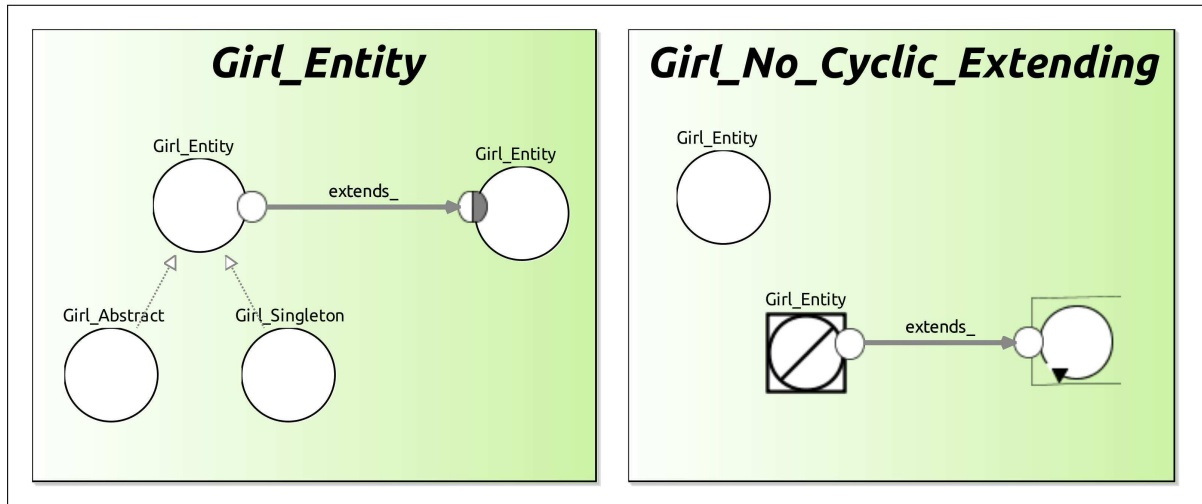 Girl_Entity
Girl_Entity
Girl_Entity
extends_
Girl_Abstract
Girl_Singleton
Girl_No_Cyclic_Extending
Girl_Entity
Girl_Entity
extends_